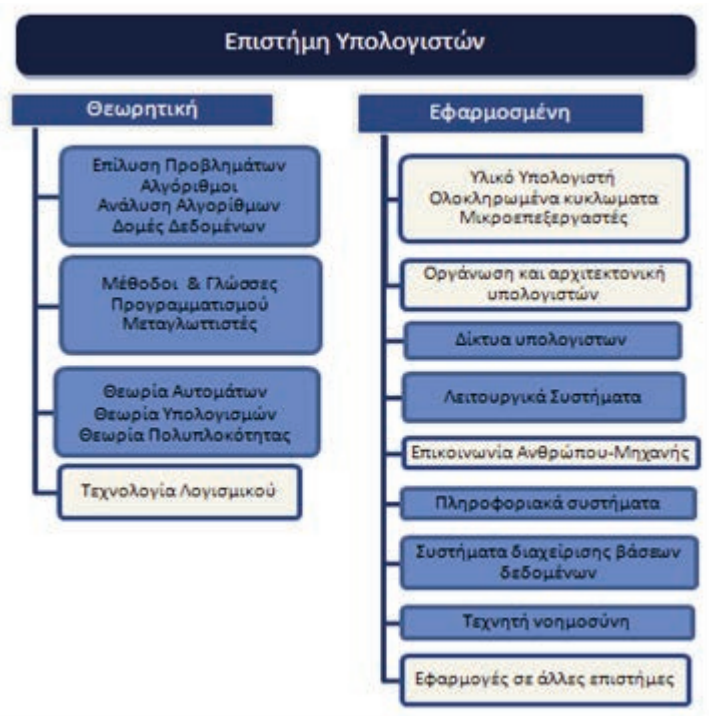 Επιστήμη Υπολογιστών
Θεωρητική
Επίλυση Προβλημάτων
Αλγόριθμοι
Ανάλυση Αλγορίθμων
Δομές Δεδομένων
Μέθοδοι & Γλώσσες
Προγραμματισμού
Μεταγλωττιστές
Θεωρία Αυτομάτων
Θεωρία Υπολογισμών
Θεωρία Πολυπλοκότητας
Τεχνολογία Λογισμικού
Εφαρμοσμένη
Υλικό Υπολογιστή
Ολοκληρωμένα κυκλωματα
Μικροεπεξεργαστές
Οργάνωση και αρχιτεκτονική
υπολογιστών
Δίκτυα υπολογιστων
Λειτουργικά Συστήματα
Επικοινωνία Ανθρώπου-Μηχανής
Πληροφοριακά συστήματα
Συστήματα διαχείρισης βάσεων
δεδομένων
Τεχνητή νοημοσύνη
Εφαρμογές σε άλλες επιστήμες